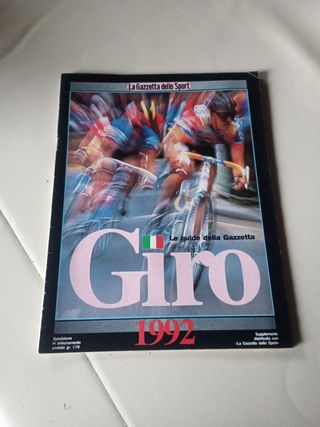 La Gazzetta dello Sport
Le guide della Gazzetta
Giro
1992
Spedizione
in abbonamento
postale gr. 1/70
Supplemento
distribuito con
«La Gazzetta dello Sport»